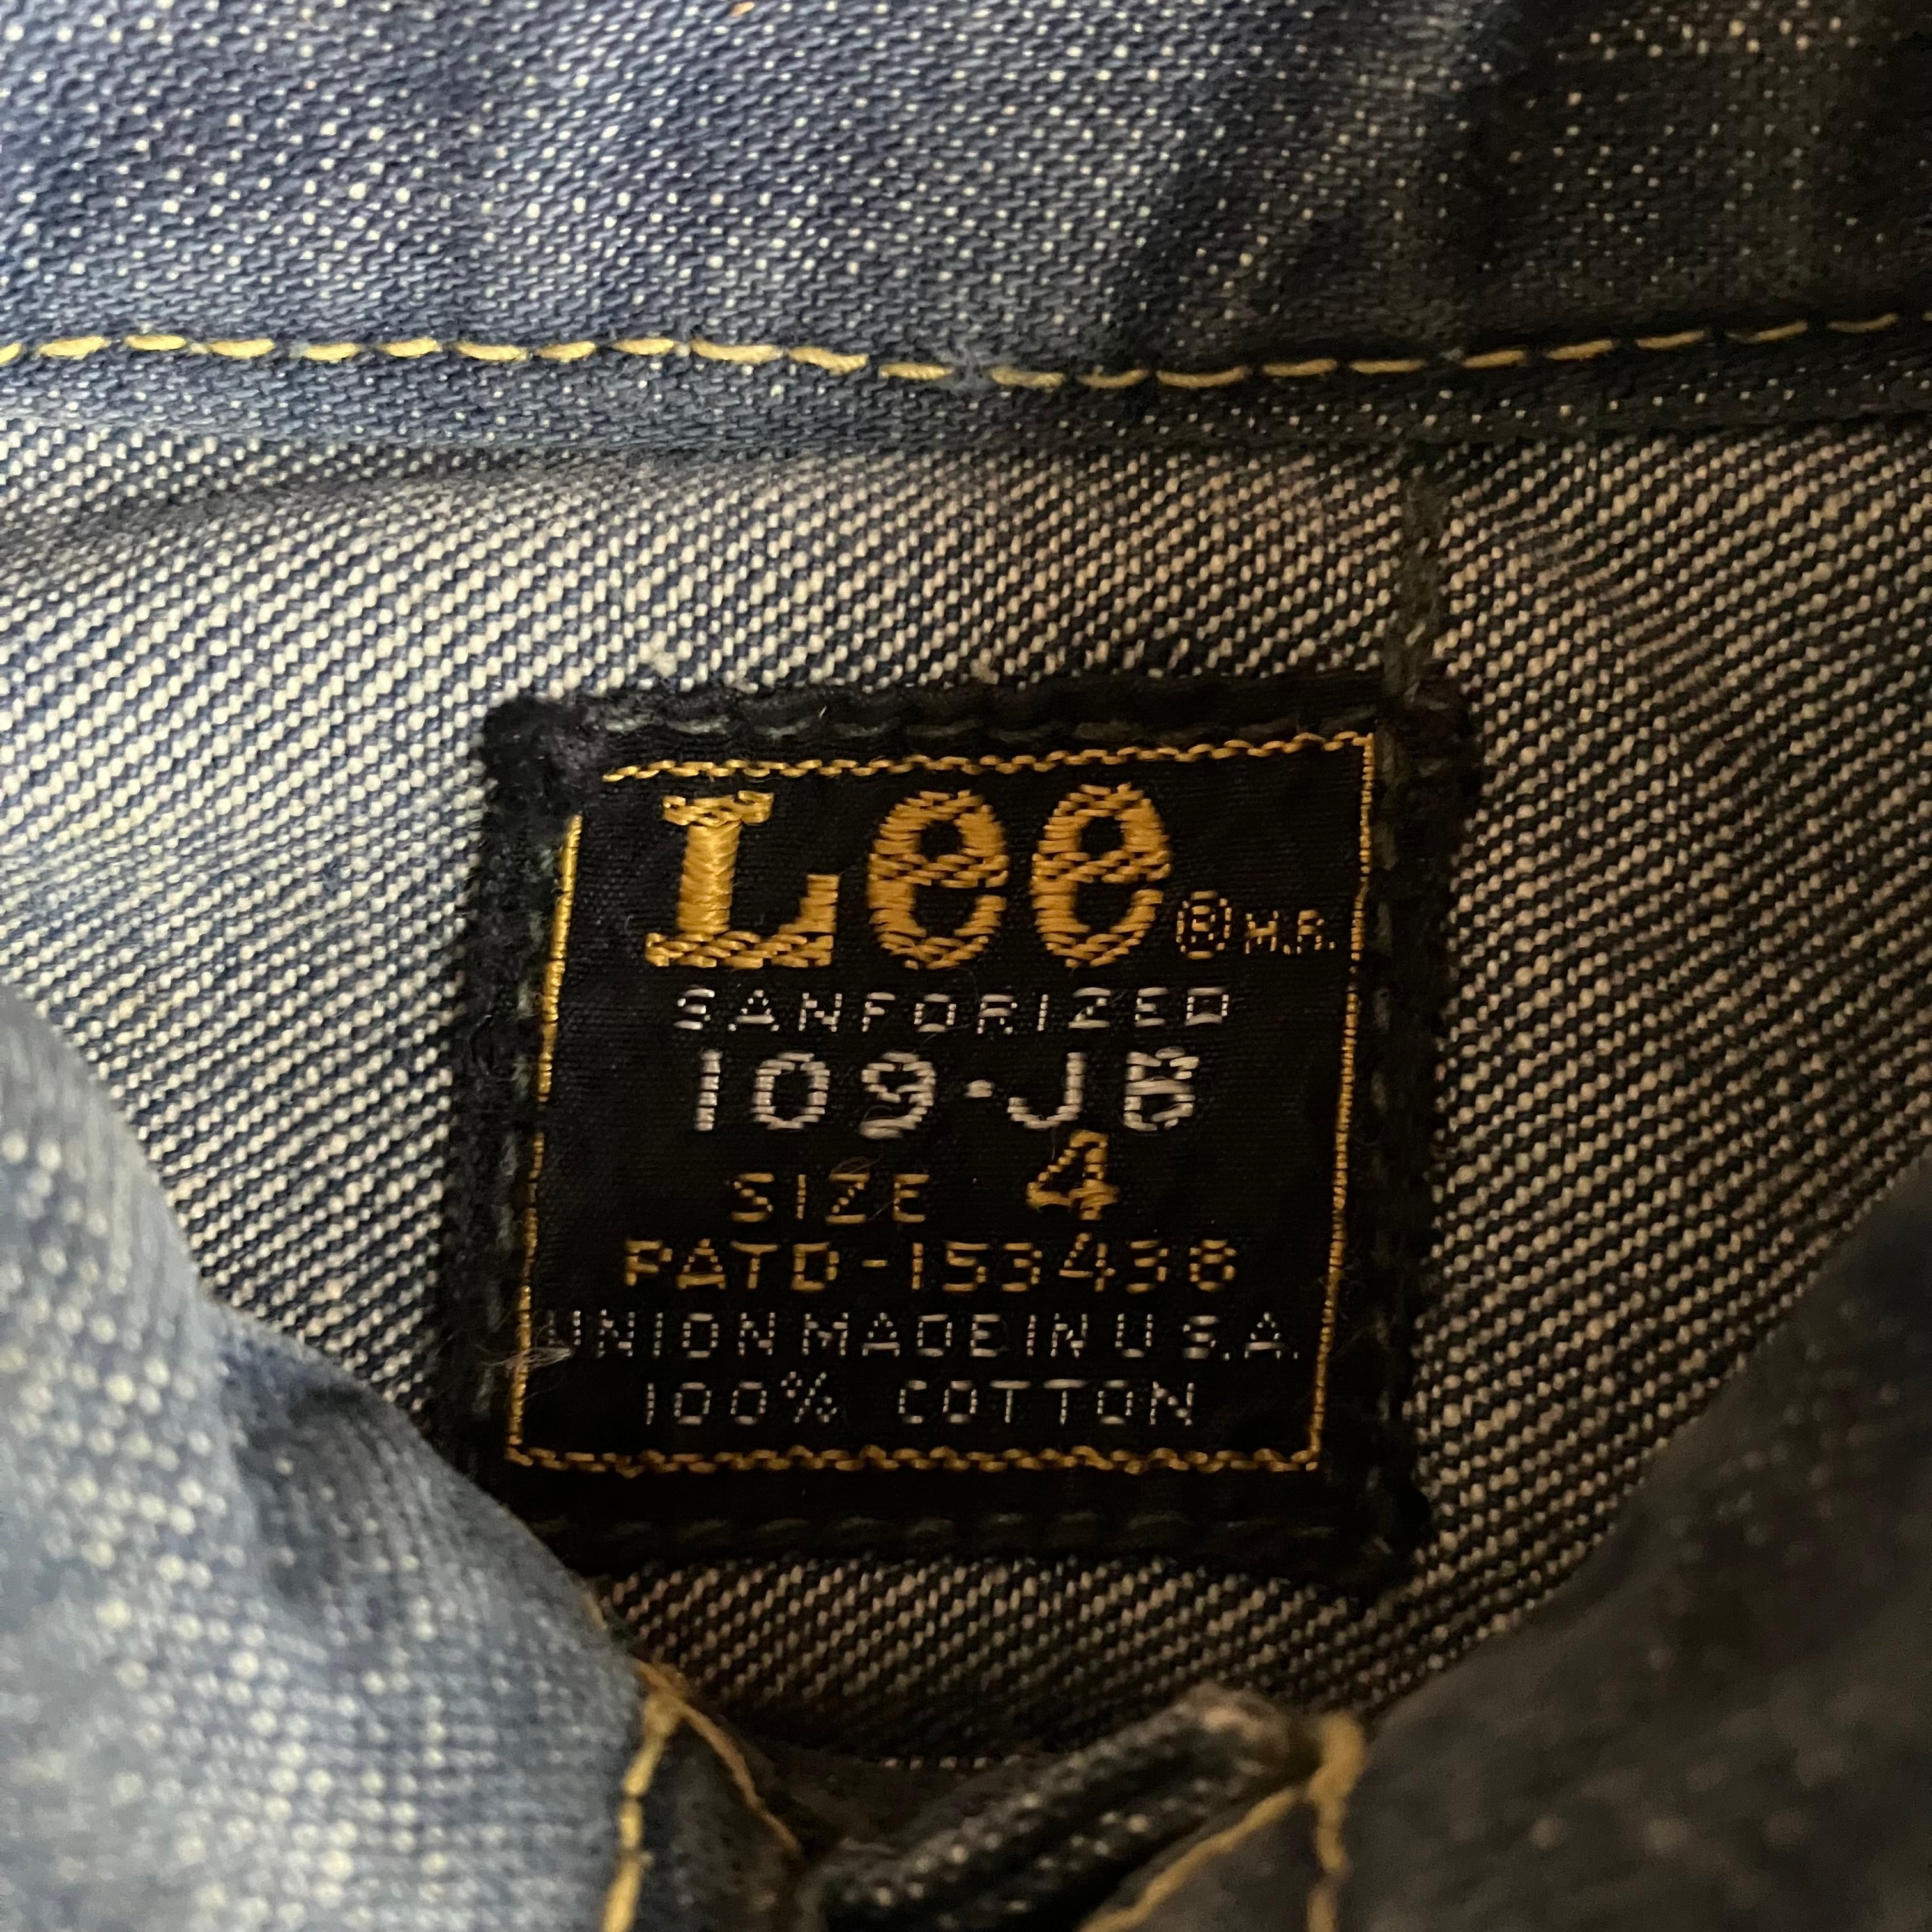 Lee ® M.R.
SANFORIZED
109-JB
SIZE 4
PATD-153438
UNION MADE IN U.S.A.
100% COTTON